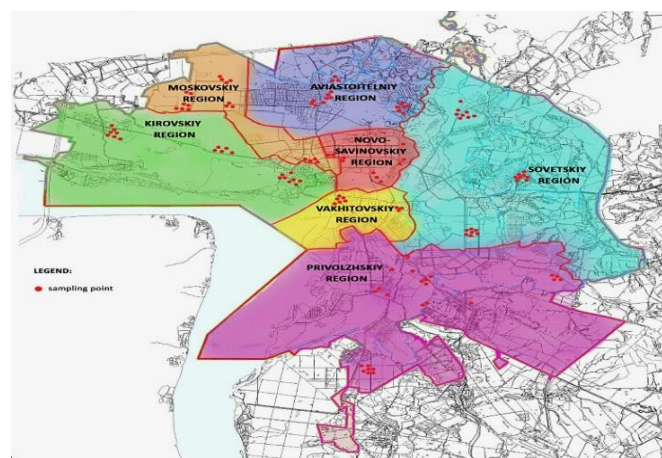 MOSKOVSKIY
REGION
AVIASTOITELNIY
REGION
KIROVSKIY
REGION
NOVO-
SAVINOVSKIY
REGION
SOVETSKIY
REGION
VAKHITOVSKIY
REGION
PRIVOLZHSKIY
REGION
LEGEND:
sampling point